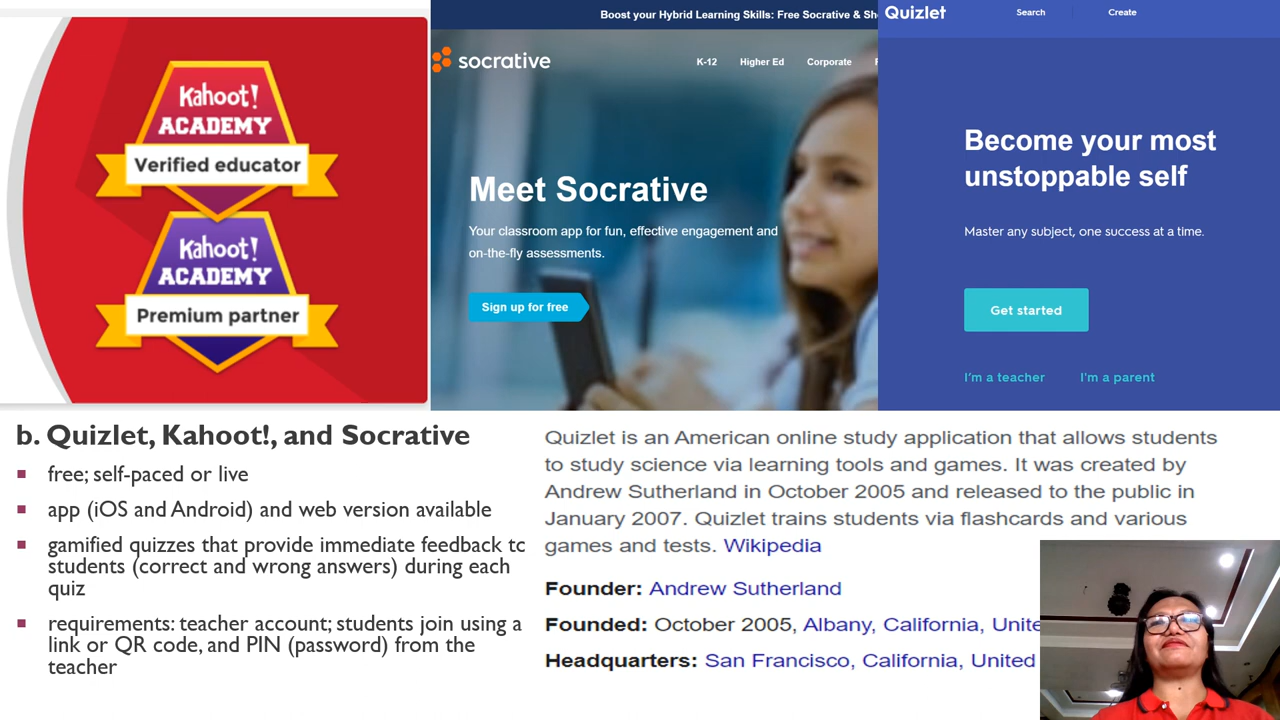 Kahoot!
ACADEMY
Verified educator
Kahoot!
ACADEMY
Premium partner
Boost your Hybrid Learning Skills: Free Socrative &
socrative
K-12 Higher Ed Corporate
Meet Socrative
Your classroom app for fun, effective engagement and
on-the-fly assessments.
Sign up for free
Quizlet Search Create
Become your most
unstoppable self
Master any subject, one success at a time.
Get started
I'm a teacher I'm a parent
b. Quizlet, Kahoot!, and Socrative
free; self-paced or live
app (iOS and Android) and web version available
gamified quizzes that provide immediate feedback to
students (correct and wrong answers) during each
quiz
requirements: teacher account; students join using a
link or QR code, and PIN (password) from the
teacher
Quizlet is an American online study application that allows students
to study science via learning tools and games. It was created by
Andrew Sutherland in October 2005 and released to the public in
January 2007. Quizlet trains students via flashcards and various
games and tests. Wikipedia
Founder: Andrew Sutherland
Founded: October 2005, Albany, California,
Headquarters: San Francisco, California, United